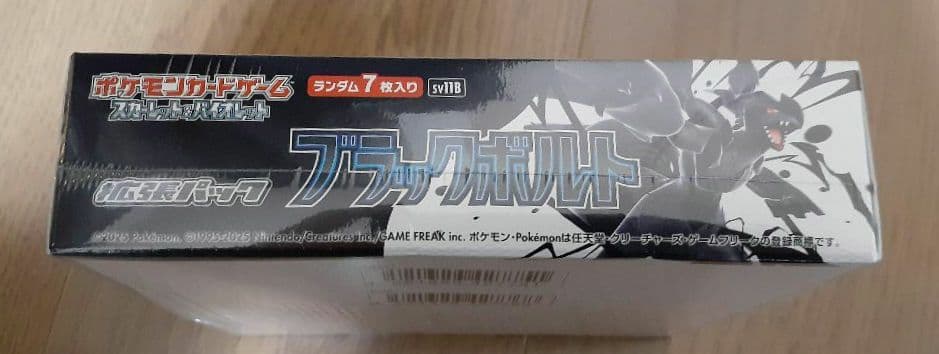 ポケモンカードゲーム
スカーレット&バイオレット
ランダム7枚入り
sv11B
ブラックボルト
拡張パック
©2025 Pokémon. ©1995-2025 Nintendo/Creatures Inc./GAME FREAK inc. ポケモン・Pokémonは任天堂・クリーチャーズ・ゲームフリークの登録商標です。